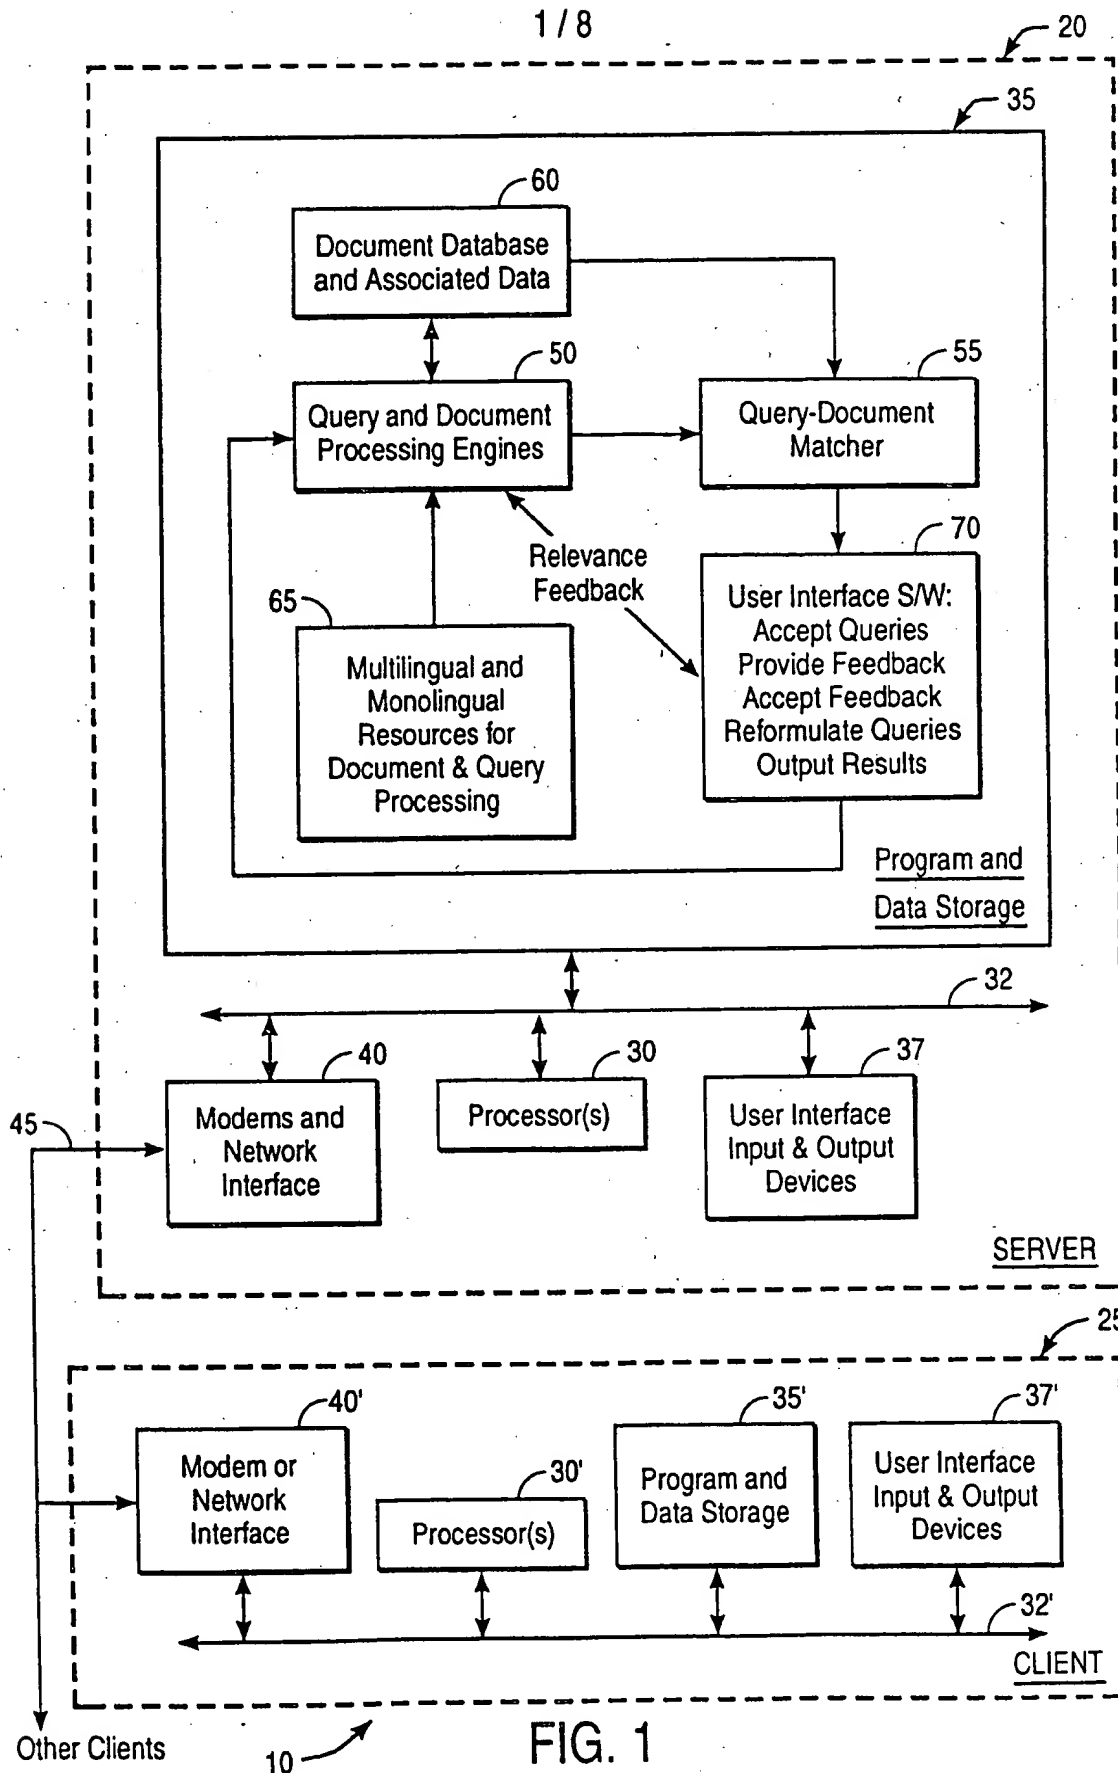 1 / 8
20
35
60
Document Database
and Associated Data
50
Query and Document
Processing Engines
55
Query-Document
Matcher
Relevance
Feedback
70
User Interface S/W:
Accept Queries
Provide Feedback
Accept Feedback
Reformulate Queries
Output Results
65
Multilingual and
Monolingual
Resources for
Document & Query
Processing
Program and
Data Storage
32
40
Modems and
Network
Interface
30
Processor(s)
37
User Interface
Input & Output
Devices
45
SERVER
25
40'
Modem or
Network
Interface
30'
Processor(s)
35'
Program and
Data Storage
37'
User Interface
Input & Output
Devices
32'
CLIENT
Other Clients
10
FIG. 1